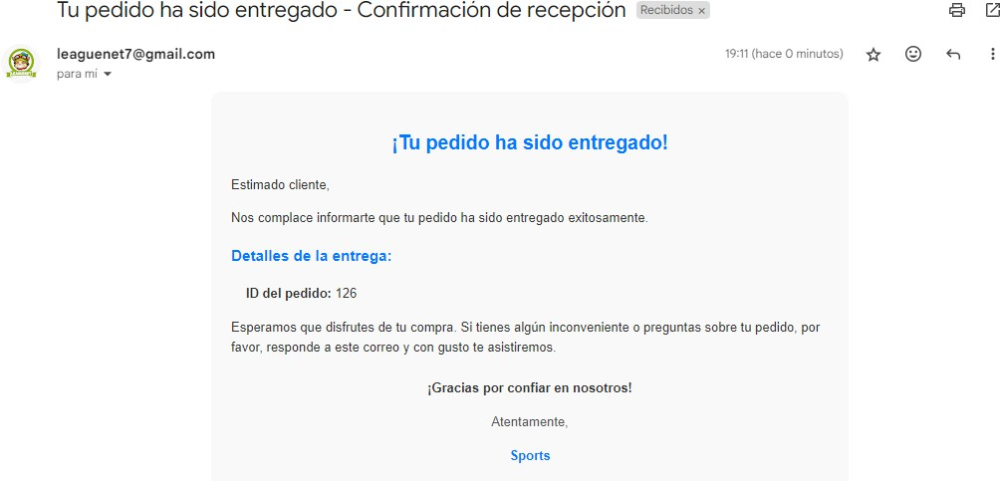 Tu pedido ha sido entregado - Confirmación de recepción Recibidos ×
leaguenet7@gmail.com 19:11 (hace 0 minutos)
para mí
¡Tu pedido ha sido entregado!
Estimado cliente,
Nos complace informarte que tu pedido ha sido entregado exitosamente.
Detalles de la entrega:
ID del pedido: 126
Esperamos que disfrutes de tu compra. Si tienes algún inconveniente o preguntas sobre tu pedido, por
favor, responde a este correo y con gusto te asistiremos.
¡Gracias por confiar en nosotros!
Atentamente,
Sports